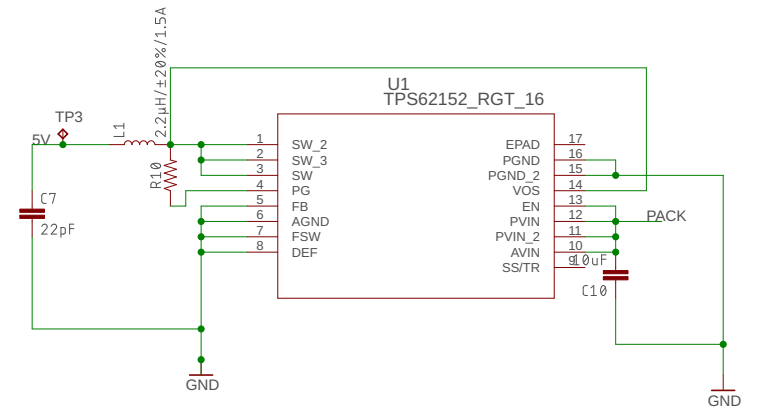 2.2µH/±20%/1.5A
U1
TPS62152_RGT_16
TP3
5V
L1
R10
C7
22pF
1 SW_2
2 SW_3
3 SW
4 PG
5 FB
6 AGND
7 FSW
8 DEF
EPAD 17
PGND 16
PGND_2 15
VOS 14
EN 13
PVIN 12
PVIN_2 11
AVIN 10
SS/TR 9
PACK
10uF
C10
GND
GND